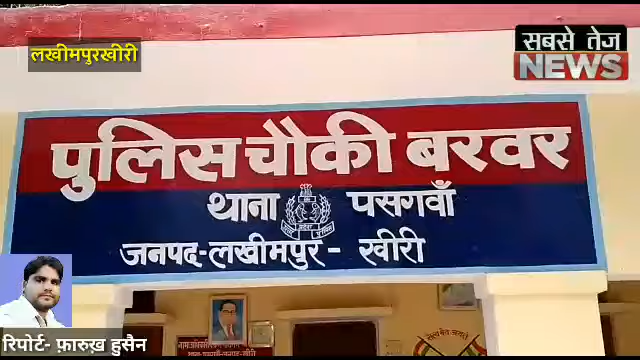 लखीमपुरखीरी
सबसे तेज
NEWS
पुलिस चौकी बरवर
थाना पसगवाँ
जनपद-लखीमपुर - खीरी
रिपोर्ट- फ़ारुख़ हुसैन